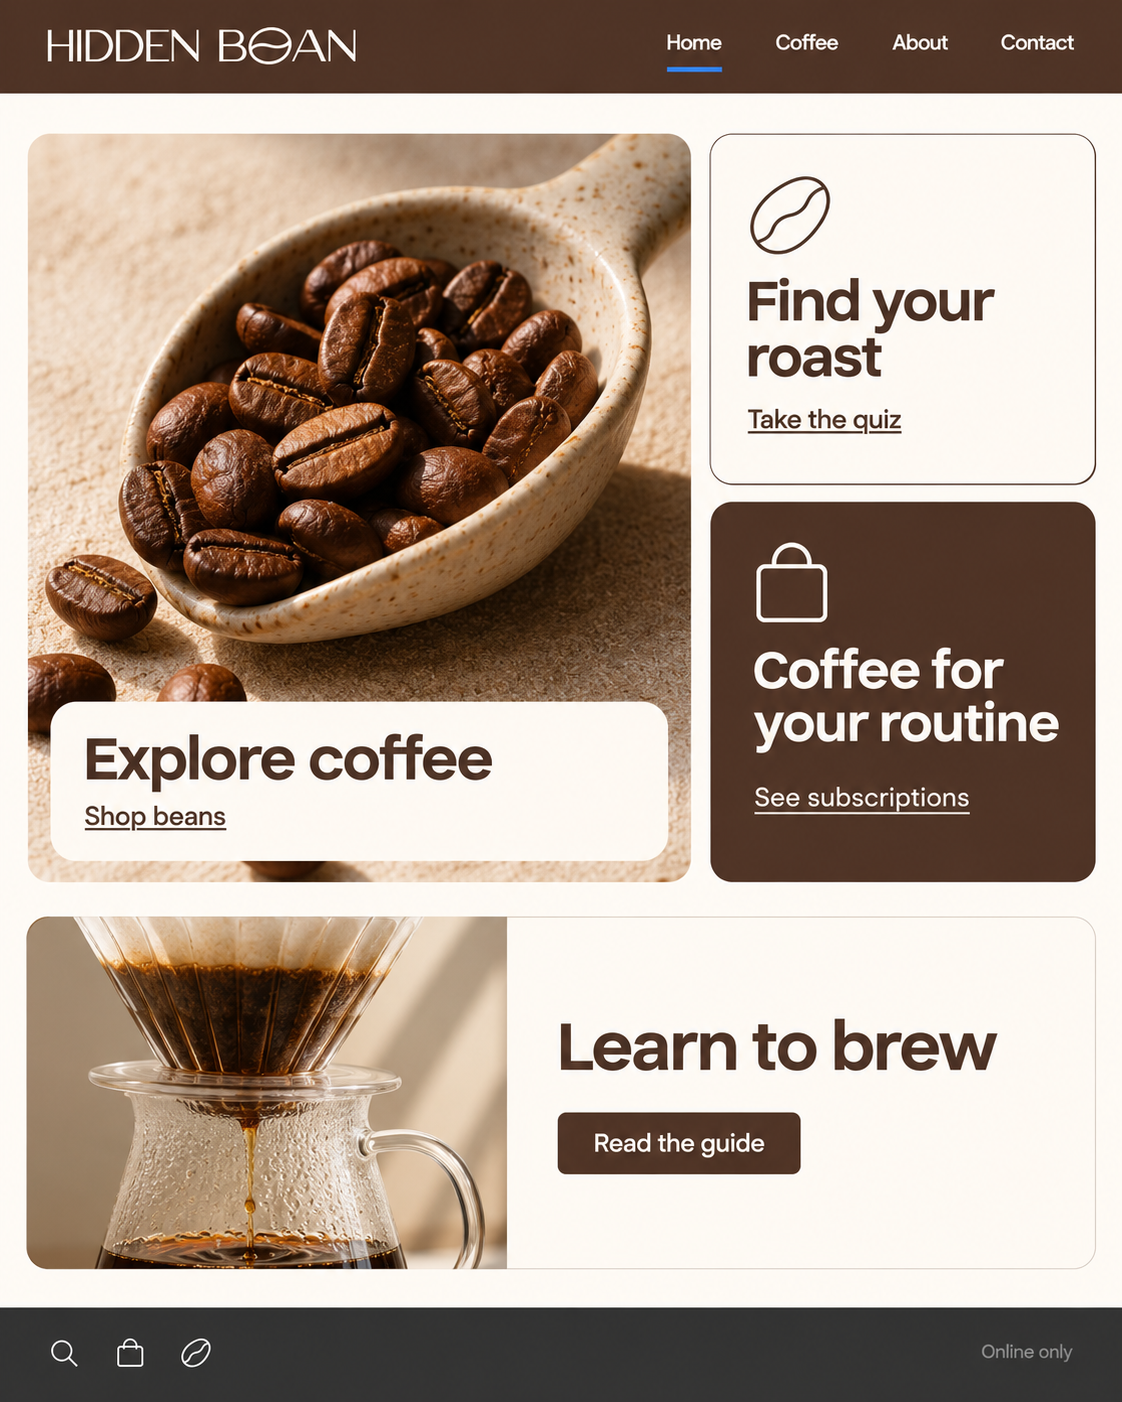 HIDDEN BEAN
Home Coffee About Contact
Find your
roast
Take the quiz
Coffee for
your routine
See subscriptions
Explore coffee
Shop beans
Learn to brew
Read the guide
Online only